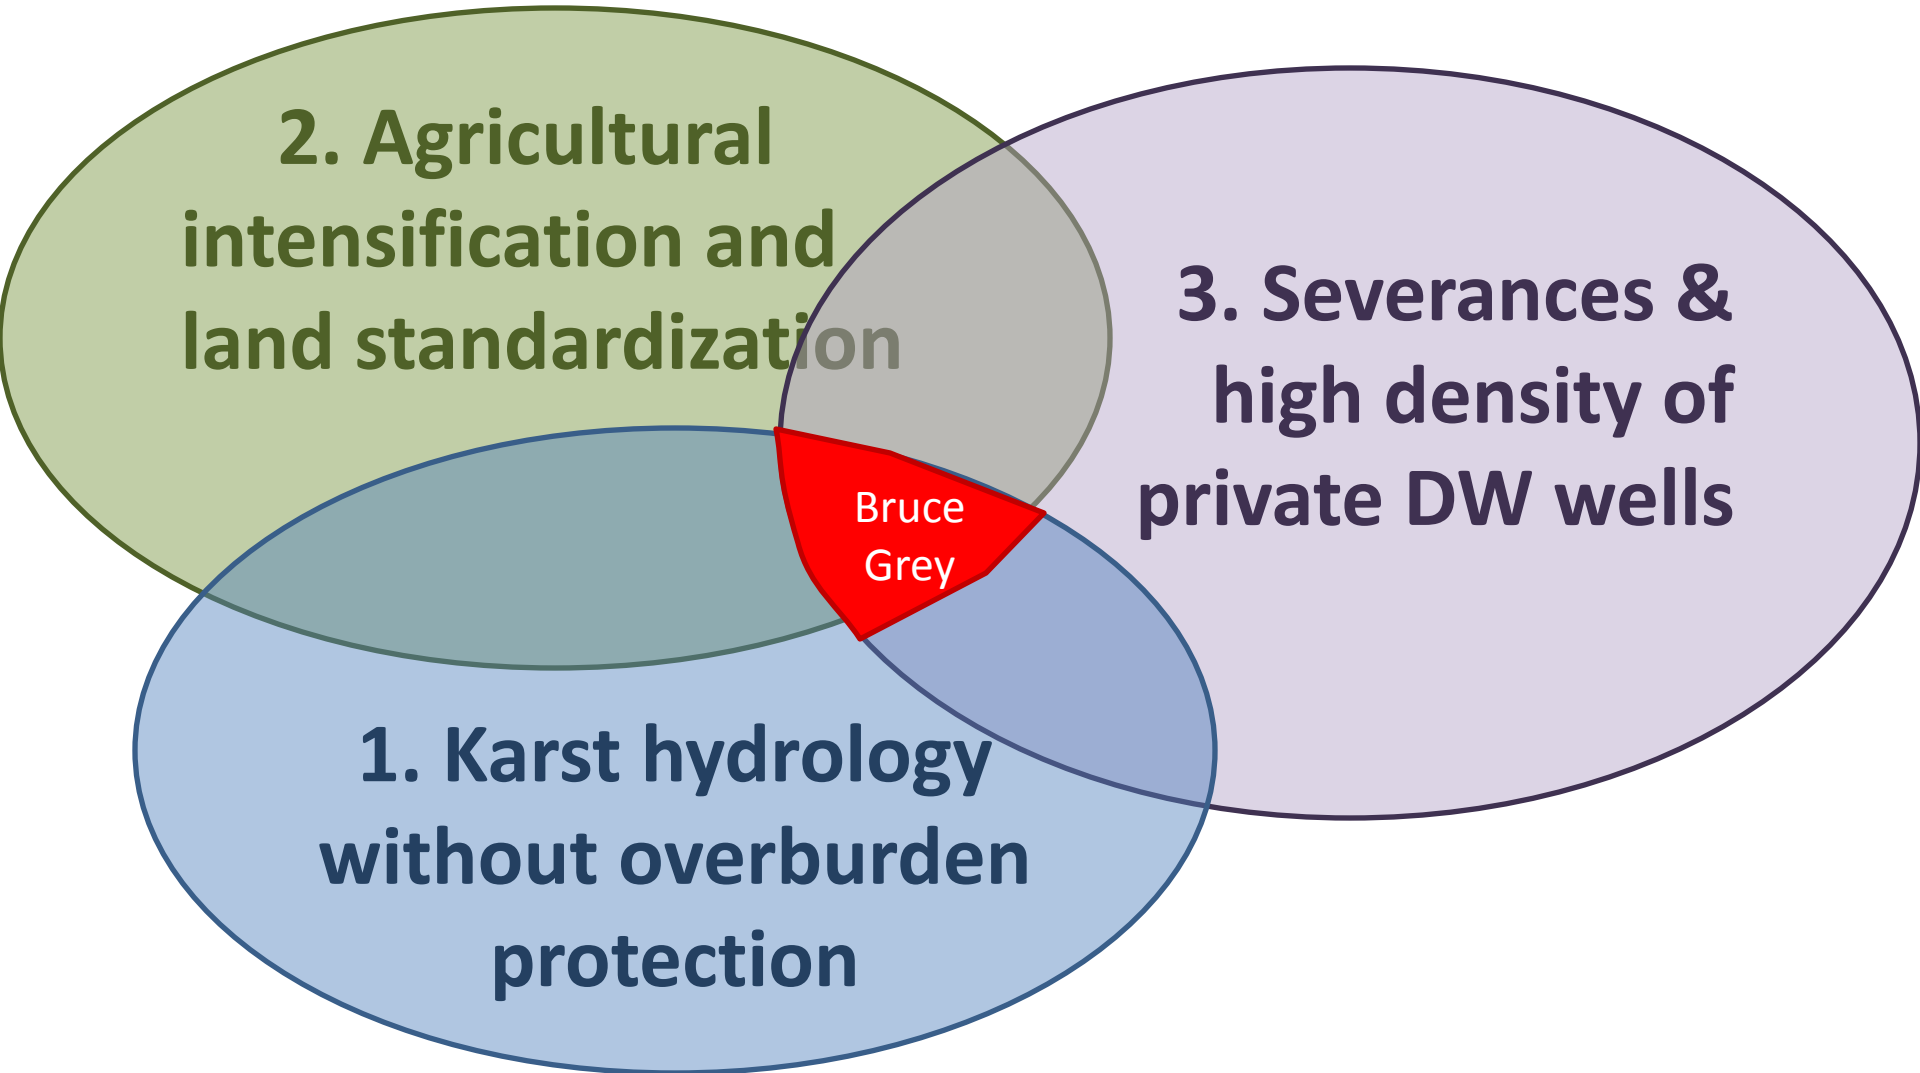 2. Agricultural
intensification and
land standardization
3. Severances &
high density of
private DW wells
Bruce
Grey
1. Karst hydrology
without overburden
protection